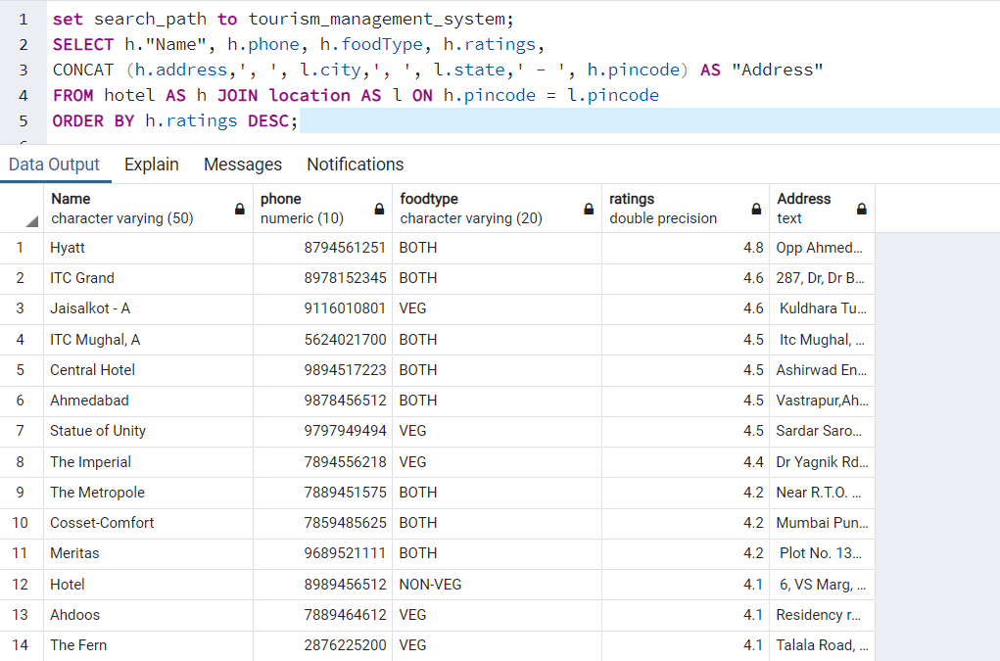 1 set search_path to tourism_management_system;
2 SELECT h."Name", h.phone, h.foodType, h.ratings,
3 CONCAT (h.address,', ', l.city,', ', l.state,' - ', h.pincode) AS "Address"
4 FROM hotel AS h JOIN location AS l ON h.pincode = l.pincode
5 ORDER BY h.ratings DESC;
Data Output Explain Messages Notifications
Name phone foodtype ratings Address
character varying (50) numeric (10) character varying (20) double precision text
1 Hyatt 8794561251 BOTH 4.8 Opp Ahmed...
2 ITC Grand 8978152345 BOTH 4.6 287, Dr, Dr B...
3 Jaisalkot - A 9116010801 VEG 4.6 Kuldhara Tu...
4 ITC Mughal, A 5624021700 BOTH 4.5 Itc Mughal, ...
5 Central Hotel 9894517223 BOTH 4.5 Ashirwad En...
6 Ahmedabad 9878456512 BOTH 4.5 Vastrapur,Ah...
7 Statue of Unity 9797949494 VEG 4.5 Sardar Saro...
8 The Imperial 7894556218 VEG 4.4 Dr Yagnik Rd...
9 The Metropole 7889451575 BOTH 4.2 Near R.T.O. ...
10 Cosset-Comfort 7859485625 BOTH 4.2 Mumbai Pun...
11 Meritas 9689521111 BOTH 4.2 Plot No. 13...
12 Hotel 8989456512 NON-VEG 4.1 6, VS Marg, ...
13 Ahdoos 7889464612 VEG 4.1 Residency r...
14 The Fern 2876225200 VEG 4.1 Talala Road, ...